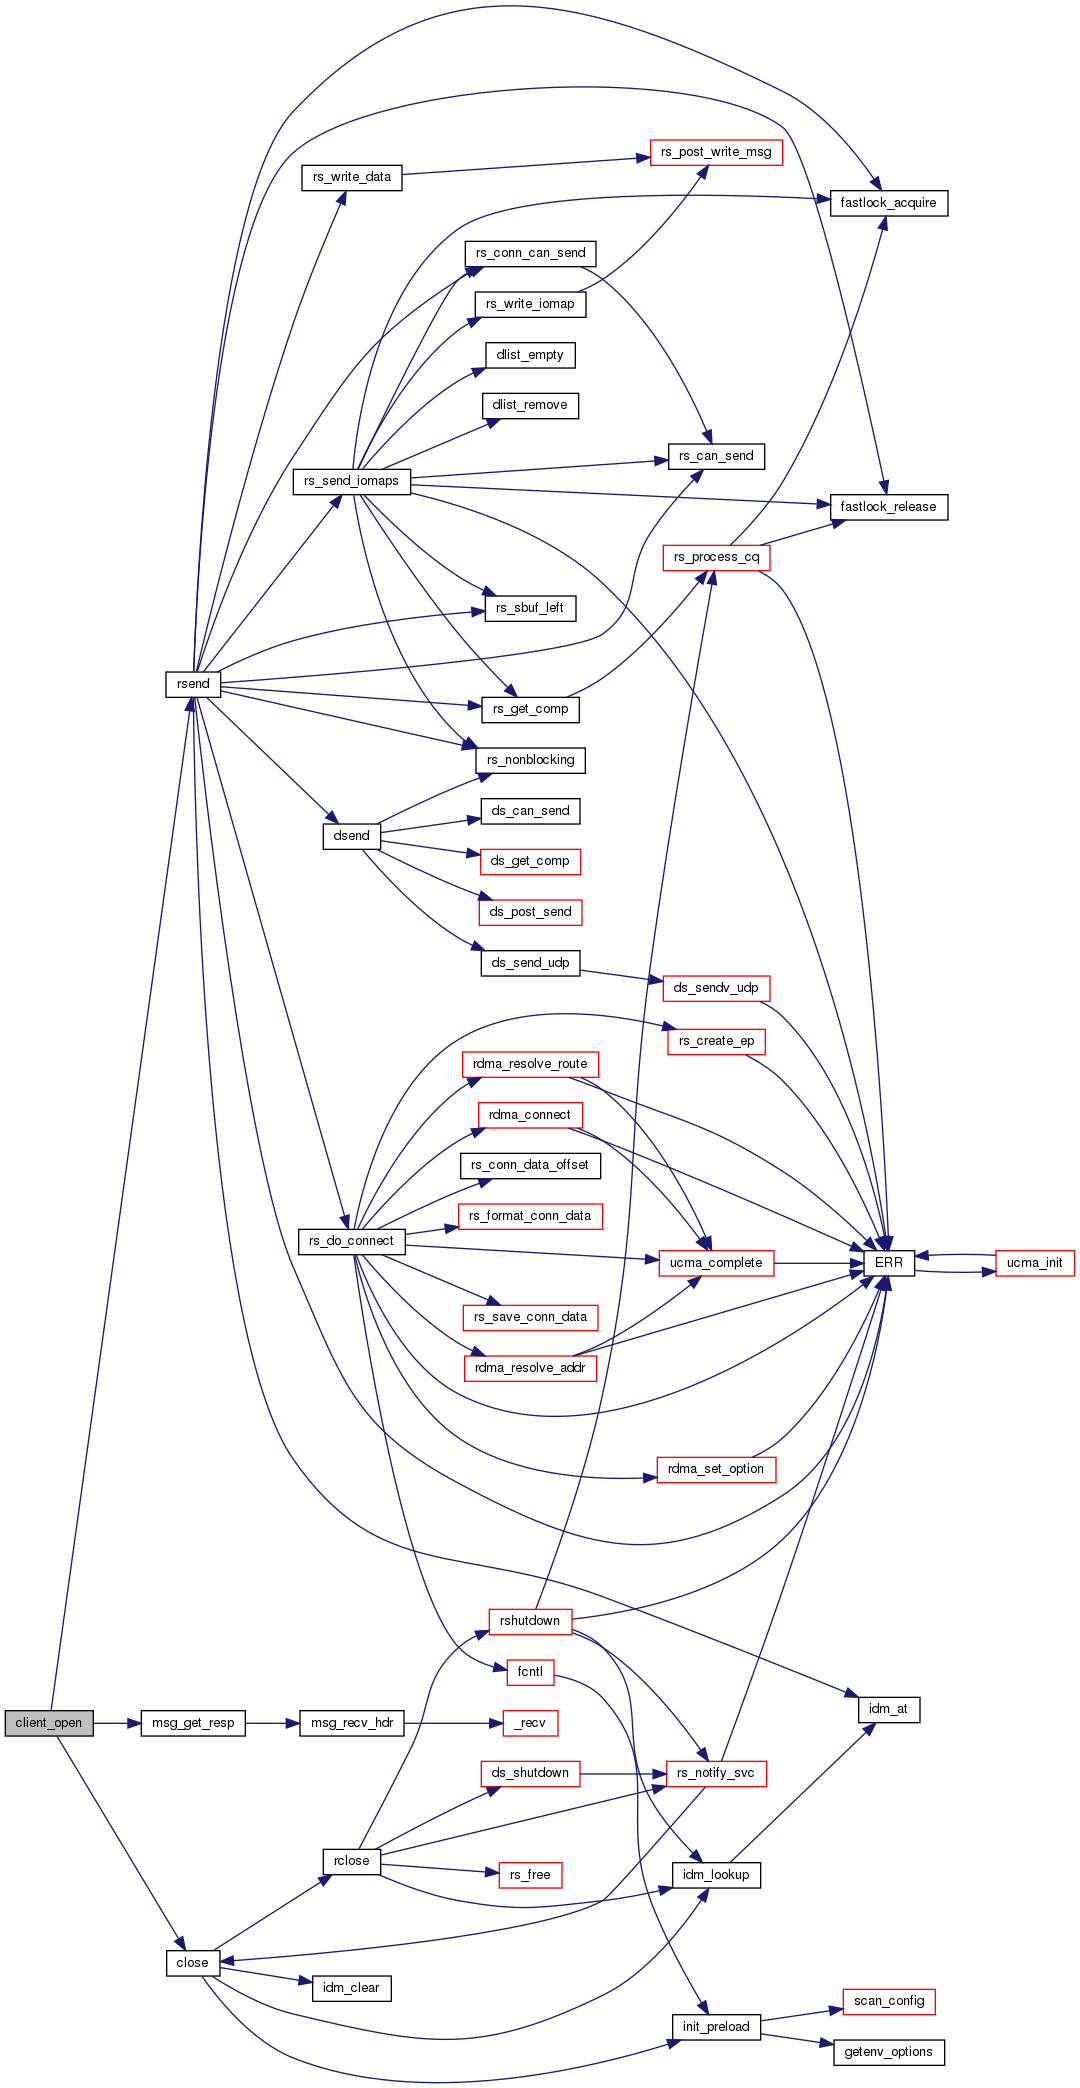 rs_post_write_msg
rs_write_data
fastlock_acquire
rs_conn_can_send
rs_write_iomap
dlist_empty
dlist_remove
rs_can_send
rs_send_iomaps
fastlock_release
rs_process_cq
rs_sbuf_left
rsend
rs_get_comp
rs_nonblocking
ds_can_send
dsend
ds_get_comp
ds_post_send
ds_send_udp
ds_sendv_udp
rs_create_ep
rdma_resolve_route
rdma_connect
rs_conn_data_offset
rs_format_conn_data
rs_do_connect
ucma_complete
ERR
ucma_init
rs_save_conn_data
rdma_resolve_addr
rdma_set_option
rshutdown
fcntl
idm_at
client_open
msg_get_resp
msg_recv_hdr
_recv
ds_shutdown
rs_notify_svc
rclose
rs_free
idm_lookup
close
idm_clear
scan_config
init_preload
getenv_options